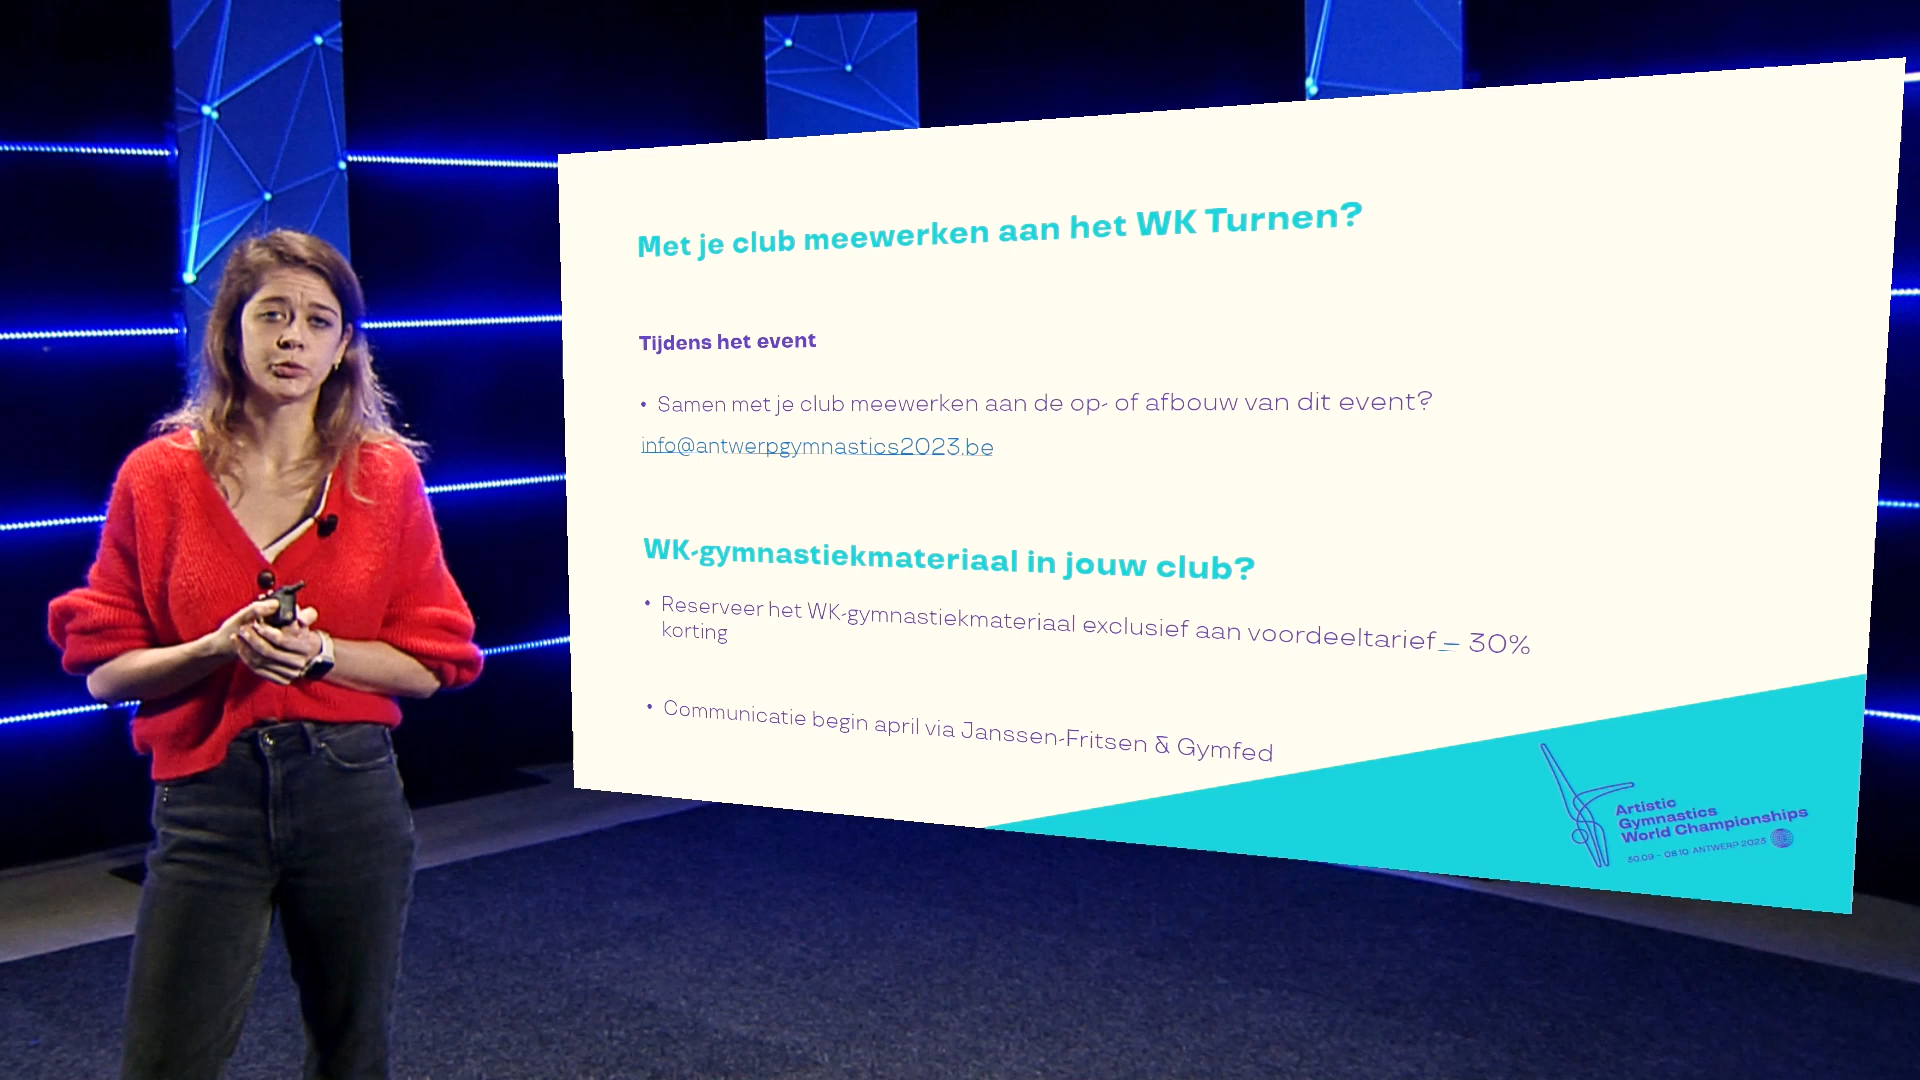 Met je club meewerken aan het WK Turnen?
Tijdens het event
• Samen met je club meewerken aan de op- of afbouw van dit event?
info@antwerpgymnastics2023.be
WK-gymnastiekmateriaal in jouw club?
• Reserveer het WK-gymnastiekmateriaal exclusief aan voordeeltarief – 30%
korting
• Communicatie begin april via Janssen-Fritsen & Gymfed
Artistic
Gymnastics
World Championships
30.09 - 08.10 ANTWERP 2023